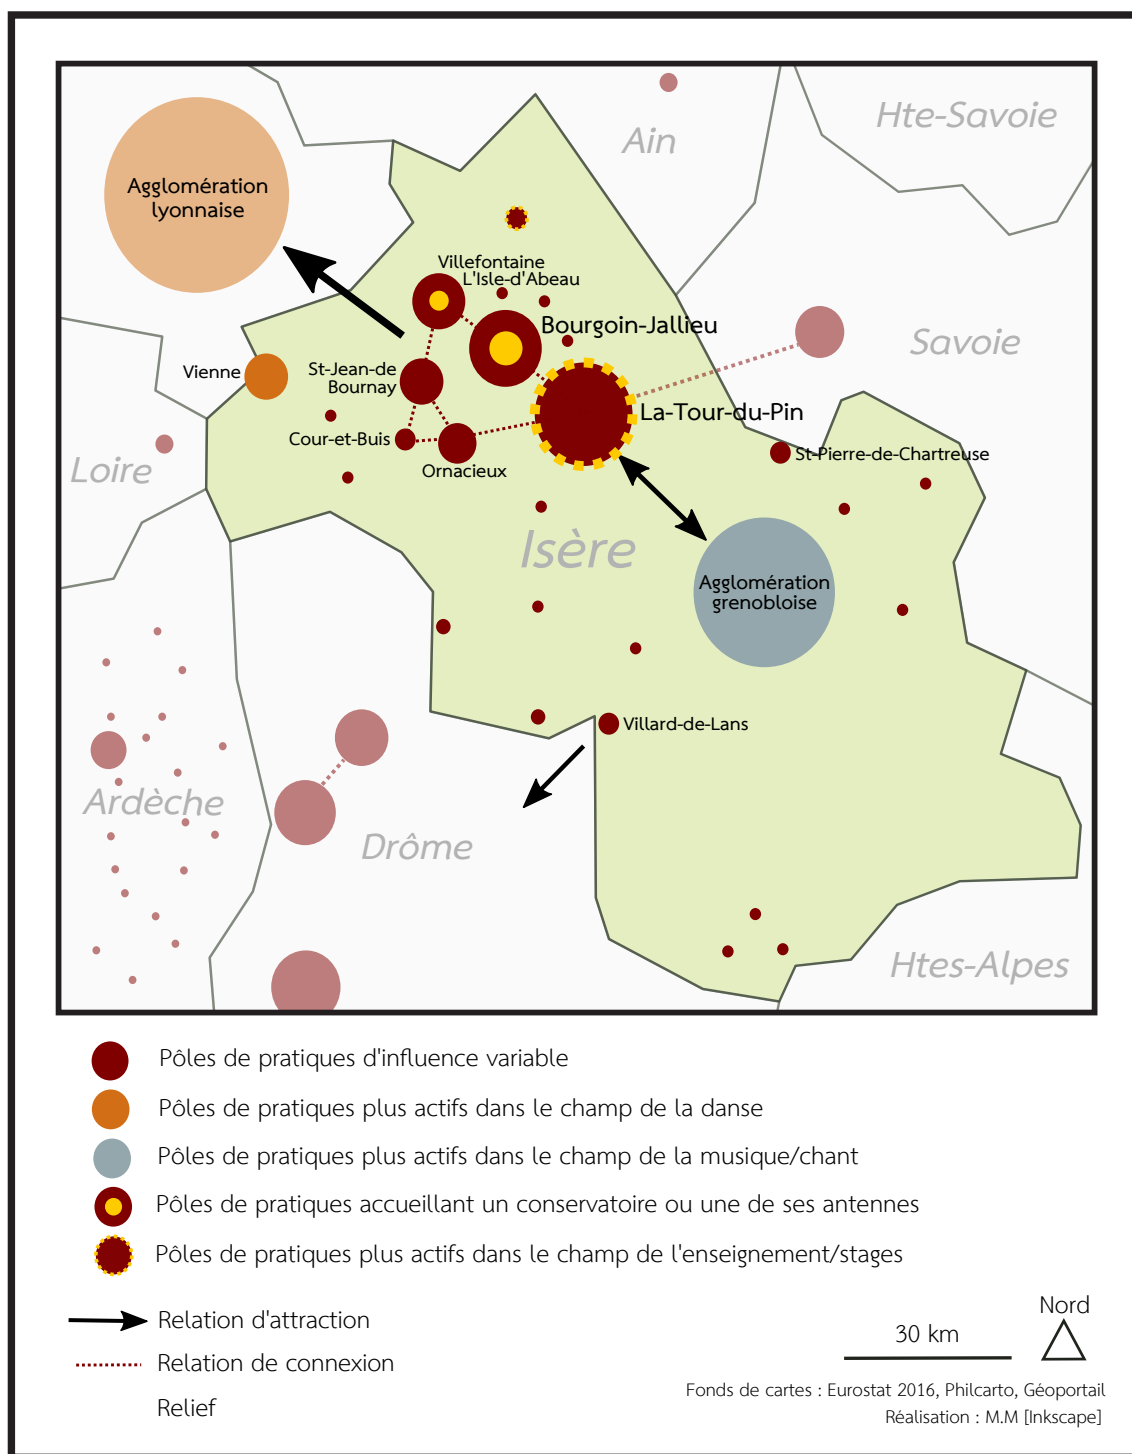 Hte-Savoie
Ain
Agglomération
lyonnaise
Villefontaine
L'Isle-d'Abeau
Bourgoin-Jallieu
Savoie
Vienne
St-Jean-de
Bournay
La-Tour-du-Pin
Cour-et-Buis
Ornacieux
St-Pierre-de-Chartreuse
Loire
Isère
Agglomération
grenobloise
Villard-de-Lans
Ardèche
Drôme
Htes-Alpes
Pôles de pratiques d'influence variable
Pôles de pratiques plus actifs dans le champ de la danse
Pôles de pratiques plus actifs dans le champ de la musique/chant
Pôles de pratiques accueillant un conservatoire ou une de ses antennes
Pôles de pratiques plus actifs dans le champ de l'enseignement/stages
Relation d'attraction
Relation de connexion
Relief
30 km
Nord
Fonds de cartes : Eurostat 2016, Philcarto, Géoportail
Réalisation : M.M [Inkscape]